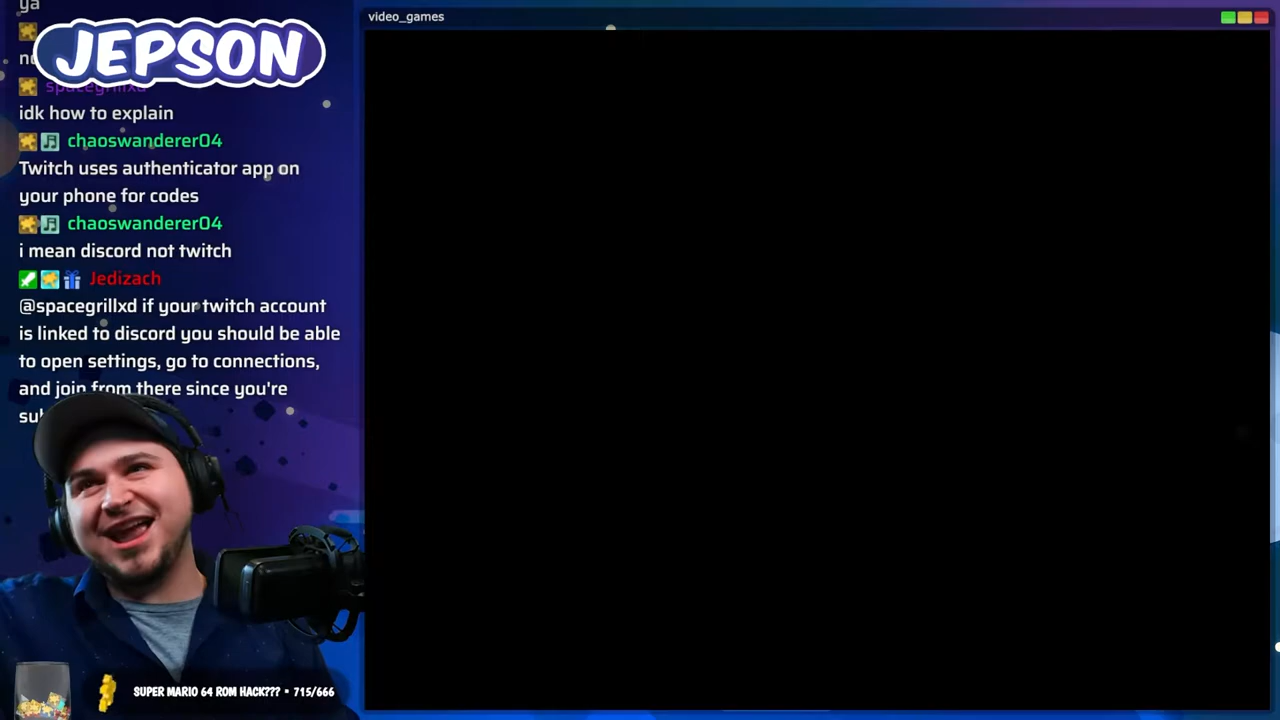 ya
JEPSON
spacegrillxd
idk how to explain
chaoswanderer04
Twitch uses authenticator app on
your phone for codes
chaoswanderer04
i mean discord not twitch
Jedizach
@spacegrillxd if your twitch account
is linked to discord you should be able
to open settings, go to connections,
and join from there since you're
video_games
SUPER MARIO 64 ROM HACK??? • 715/666